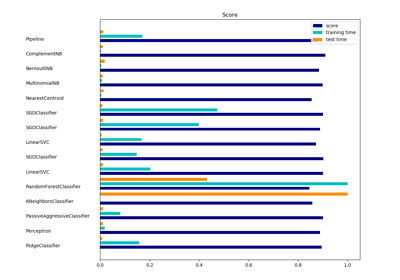 Score
score
training time
test time
Pipeline
ComplementNB
BernoulliNB
MultinomialNB
NearestCentroid
SGDClassifier
SGDClassifier
LinearSVC
SGDClassifier
LinearSVC
RandomForestClassifier
KNeighborsClassifier
PassiveAggressiveClassifier
Perceptron
RidgeClassifier
0.0 0.2 0.4 0.6 0.8 1.0